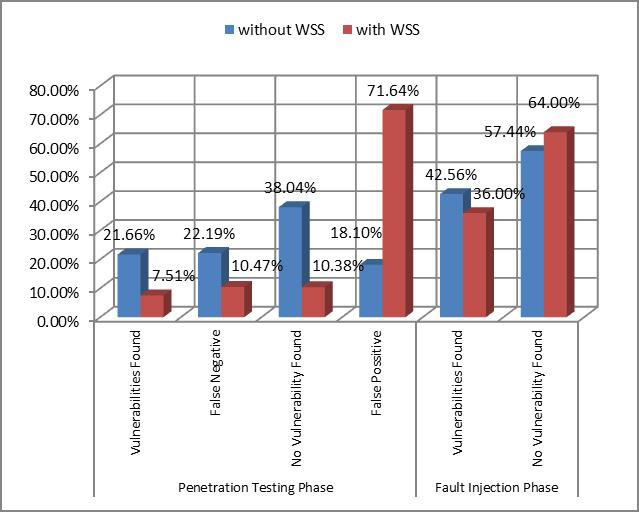 without WSS with WSS
80.00%
70.00%
60.00%
50.00%
40.00%
30.00%
20.00%
10.00%
0.00%
21.66%
7.51%
22.19%
10.47%
38.04%
10.38%
18.10%
71.64%
42.56%
36.00%
57.44%
64.00%
Vulnerabilities Found
False Negative
No Vulnerability Found
False Possitive
Vulnerabilities Found
No Vulnerability Found
Penetration Testing Phase
Fault Injection Phase